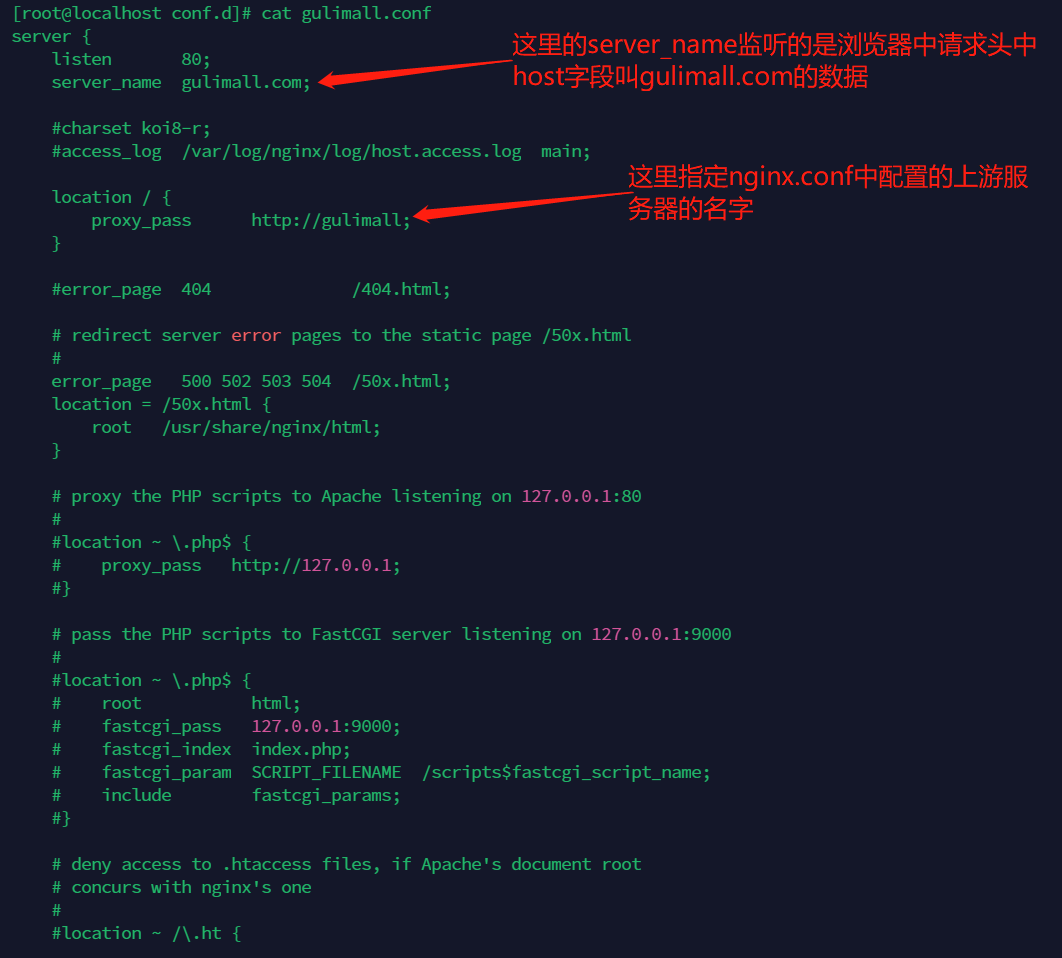 [root@localhost conf.d]# cat gulimall.conf
server {
    listen       80;
    server_name  gulimall.com;
这里的server_name监听的是浏览器中请求头中
host字段叫gulimall.com的数据
    #charset koi8-r;
    #access_log  /var/log/nginx/log/host.access.log  main;
    location / {
        proxy_pass      http://gulimall;
这里指定nginx.conf中配置的上游服
务器的名字
    }
    #error_page  404              /404.html;
    # redirect server error pages to the static page /50x.html
    #
    error_page   500 502 503 504  /50x.html;
    location = /50x.html {
        root   /usr/share/nginx/html;
    }
    # proxy the PHP scripts to Apache listening on 127.0.0.1:80
    #
    #location ~ \.php$ {
    #    proxy_pass   http://127.0.0.1;
    #}
    # pass the PHP scripts to FastCGI server listening on 127.0.0.1:9000
    #
    #location ~ \.php$ {
    #    root           html;
    #    fastcgi_pass   127.0.0.1:9000;
    #    fastcgi_index  index.php;
    #    fastcgi_param  SCRIPT_FILENAME  /scripts$fastcgi_script_name;
    #    include        fastcgi_params;
    #}
    # deny access to .htaccess files, if Apache's document root
    # concurs with nginx's one
    #
    #location ~ /\.ht {